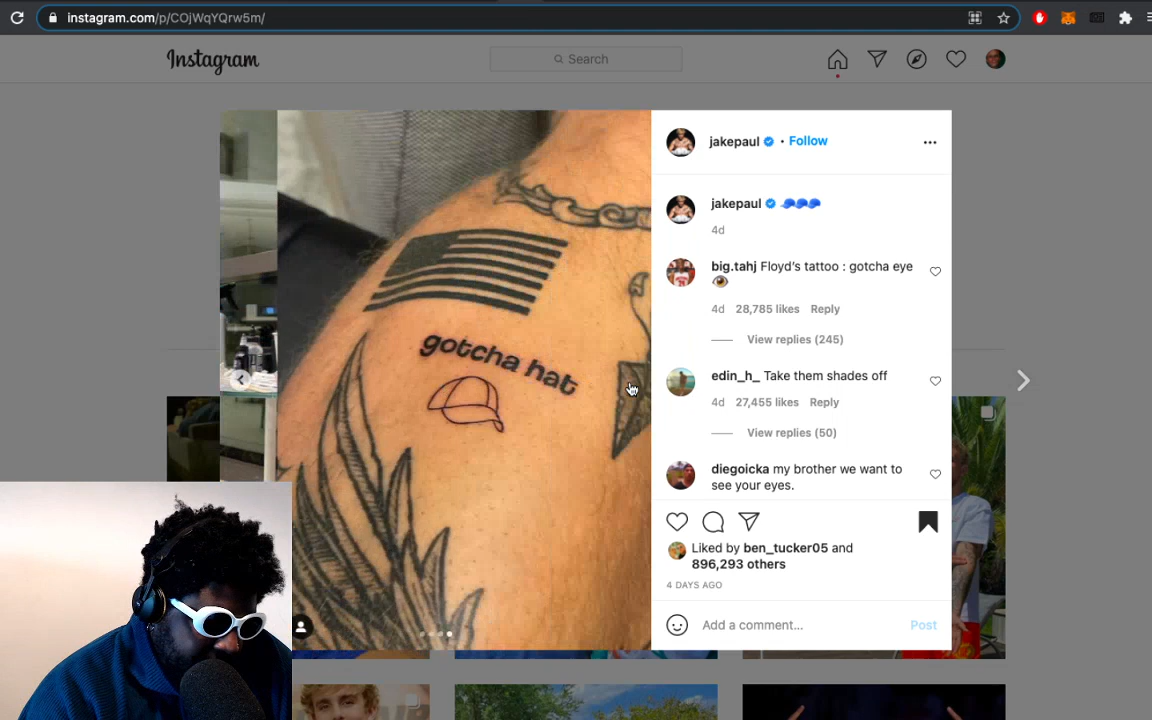 instagram.com/p/COjWqYQrw5m/
Instagram
Search
jakepaul • Follow
jakepaul 🧢🧢🧢
4d
big.tahj Floyd's tattoo : gotcha eye
👁
4d 28,785 likes Reply
View replies (245)
edin_h_ Take them shades off
4d 27,455 likes Reply
View replies (50)
diegoicka my brother we want to
see your eyes.
Liked by ben_tucker05 and
896,293 others
4 DAYS AGO
Add a comment... Post
gotcha hat